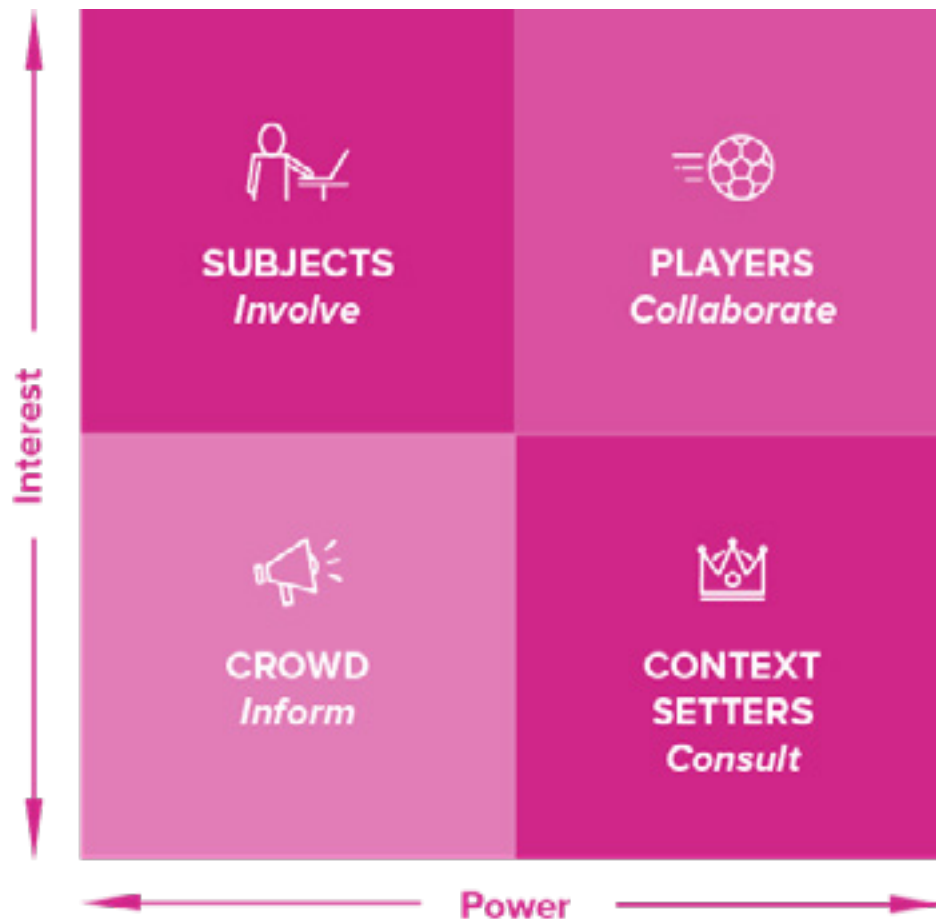 SUBJECTS
Involve
PLAYERS
Collaborate
Interest
CROWD
Inform
CONTEXT
SETTERS
Consult
Power